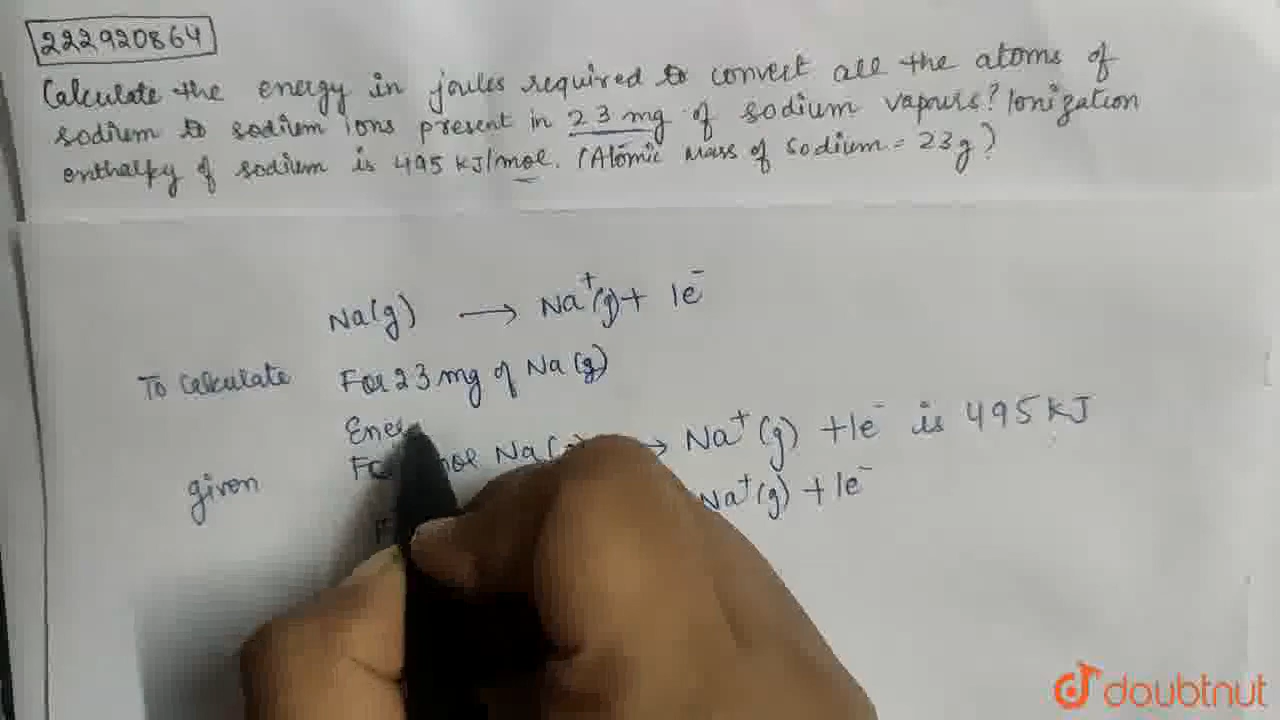 222920864
Calculate the energy in joules required to convert all the atoms of
sodium to sodium ions present in 23 mg of sodium vapurs? Ionization
enthalpy of sodium is 495 KJ/mol. (Atomic Mass of Sodium = 23g)
Na(g) → Na⁺(g) + 1e⁻
To Calculate For 23 mg of Na(g)
given
Na⁺(g) + 1e⁻ is 495 KJ
Na⁺(g) + 1e⁻
doubtnut